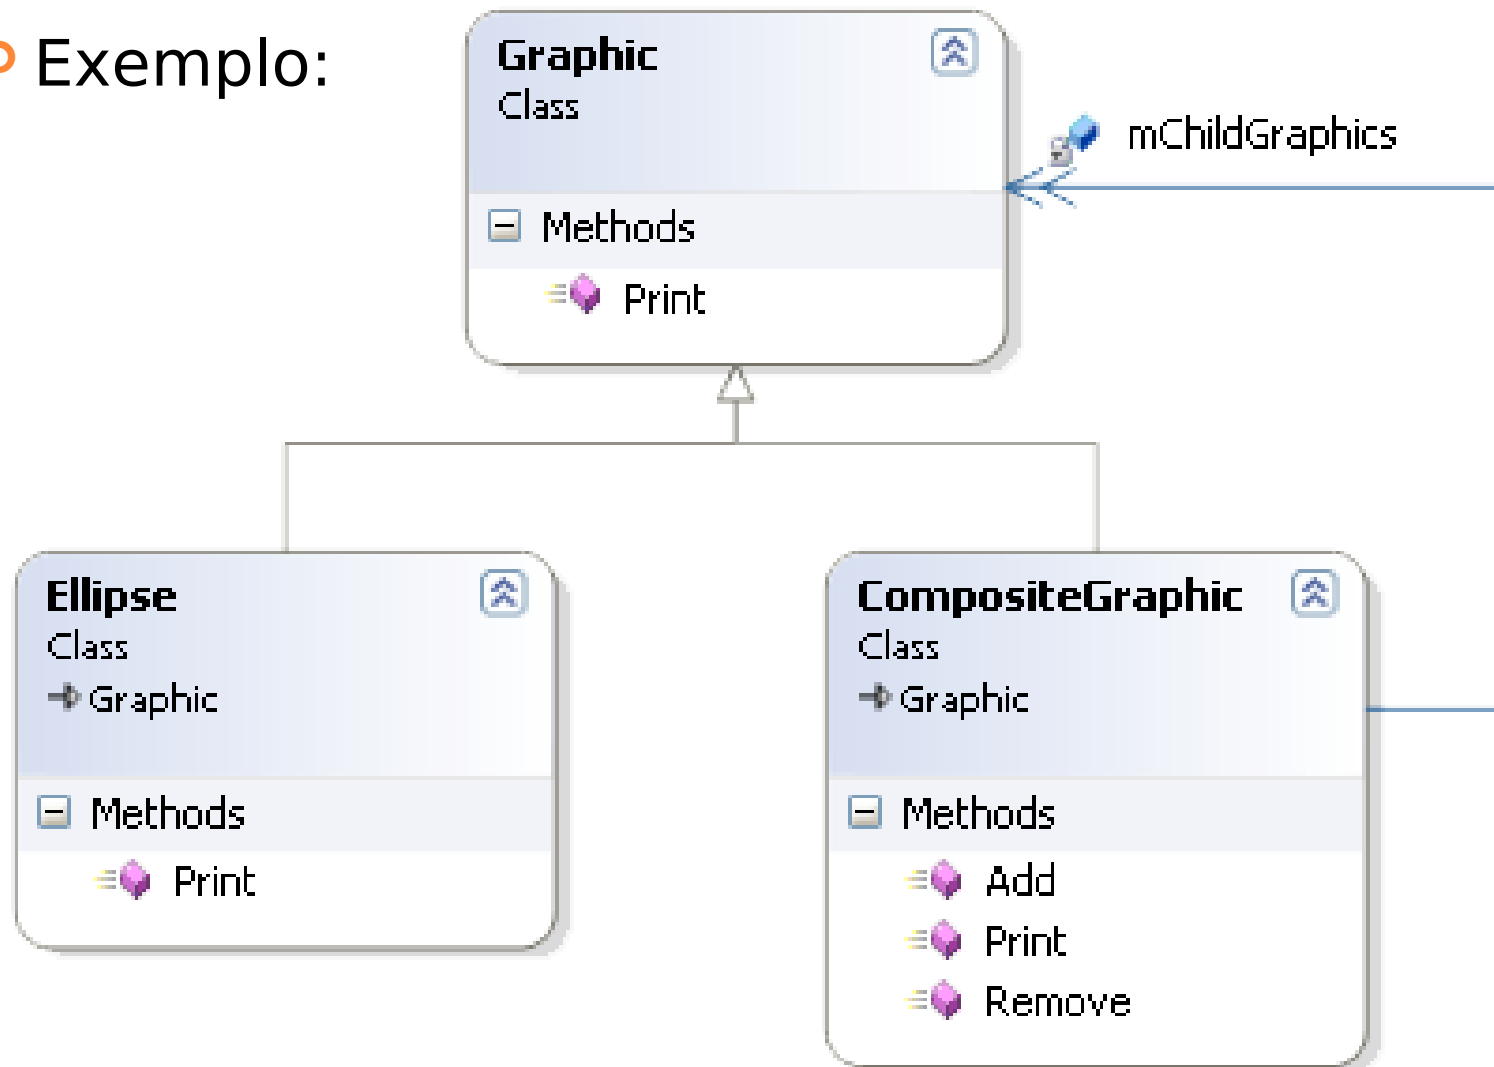 Exemplo:
Graphic
Class
Methods
Print
mChildGraphics
Ellipse
Class
Graphic
Methods
Print
CompositeGraphic
Class
Graphic
Methods
Add
Print
Remove